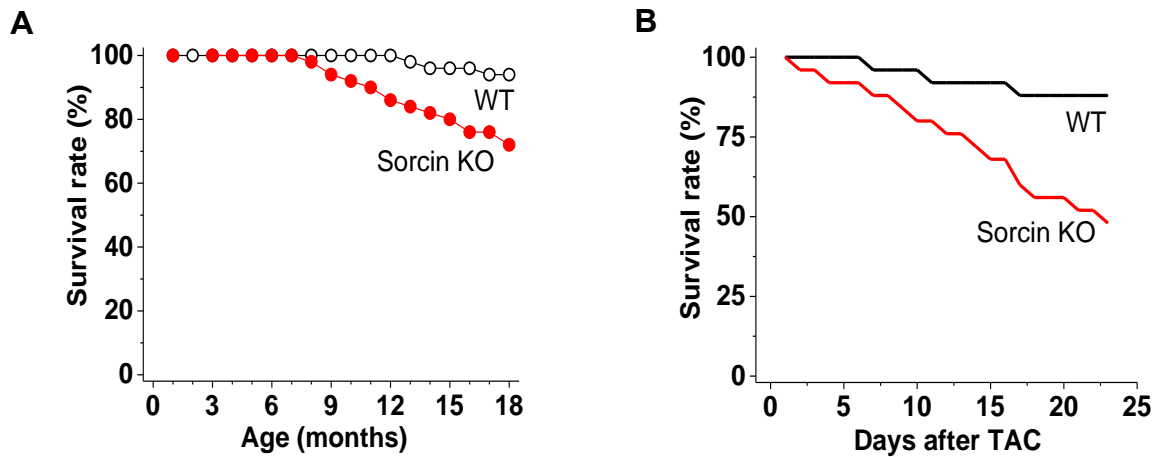 A
Survival rate (%)
100
80
60
40
20
0
WT
Sorcin KO
0 3 6 9 12 15 18
Age (months)
B
Survival rate (%)
100
75
50
25
0
WT
Sorcin KO
0 5 10 15 20 25
Days after TAC